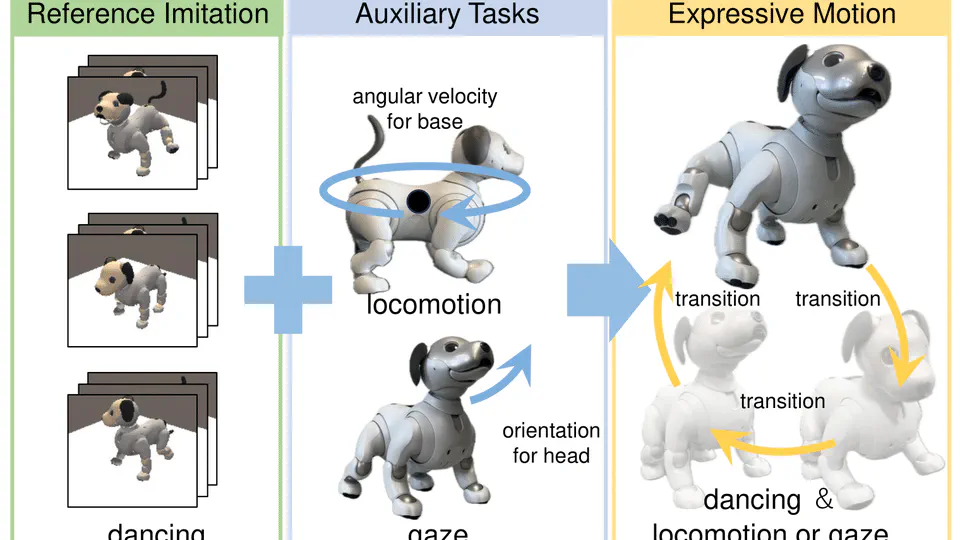 Reference Imitation
dancing
Auxiliary Tasks
angular velocity
for base
locomotion
orientation
for head
gaze
Expressive Motion
transition
transition
transition
dancing &
locomotion or gaze